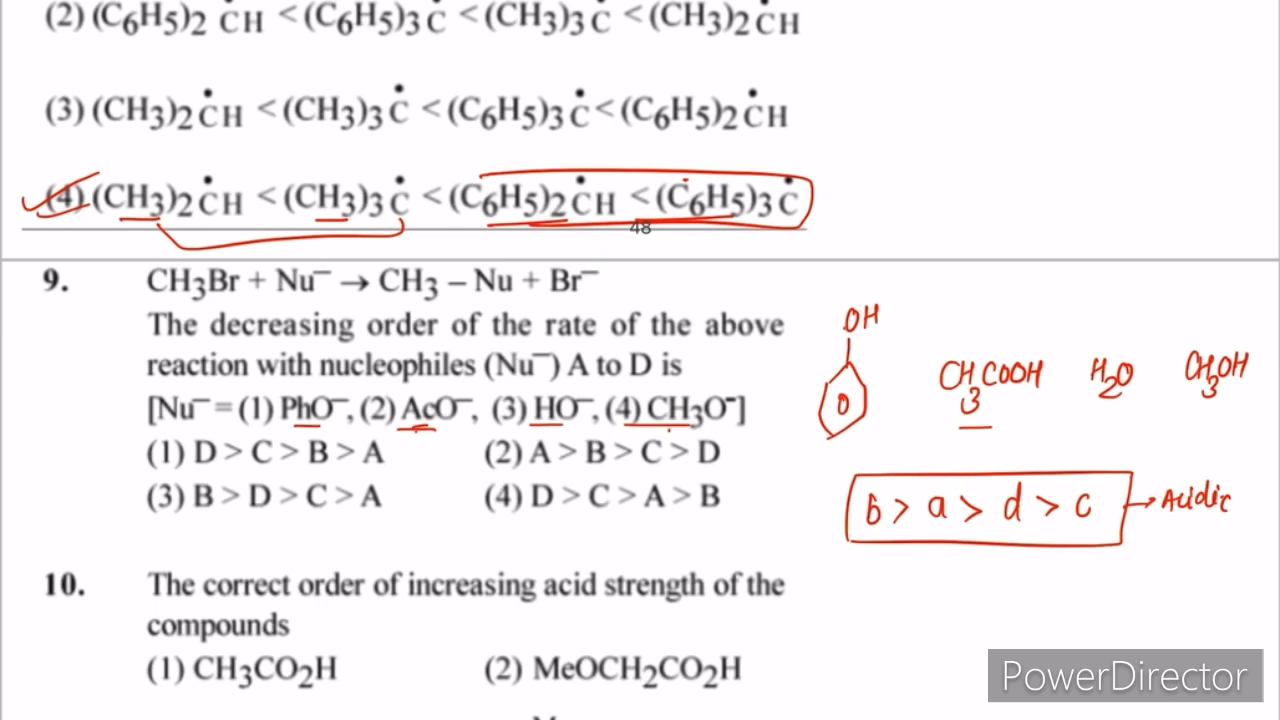 (2) (C6H5)2 ĊH < (C6H5)3 Ċ < (CH3)3 Ċ < (CH3)2 ĊH
(3) (CH3)2 ĊH < (CH3)3 Ċ < (C6H5)3 Ċ < (C6H5)2 ĊH
(4) (CH3)2 ĊH < (CH3)3 Ċ < (C6H5)2 ĊH < (C6H5)3 Ċ
48
9. CH3Br + Nu⁻ → CH3 – Nu + Br⁻
The decreasing order of the rate of the above
reaction with nucleophiles (Nu⁻) A to D is
[Nu⁻ = (1) PhO⁻, (2) AcO⁻, (3) HO⁻, (4) CH3O⁻]
(1) D > C > B > A (2) A > B > C > D
(3) B > D > C > A (4) D > C > A > B
OH
CH3COOH H2O CH3OH
b > a > d > c → Acidic
10. The correct order of increasing acid strength of the
compounds
(1) CH3CO2H (2) MeOCH2CO2H
PowerDirector